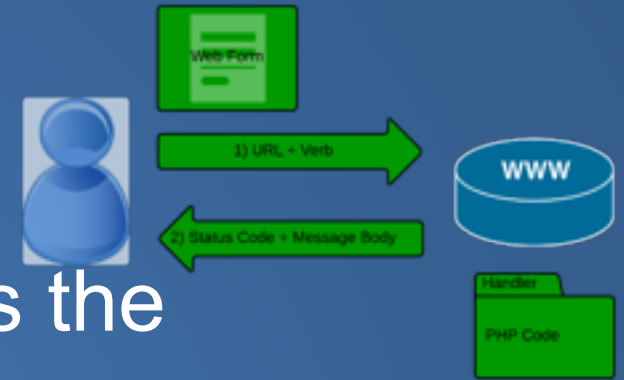 Web Form
1) URL + Verb
WWW
2) Status Code + Message Body
s the
Handler
PHP Code